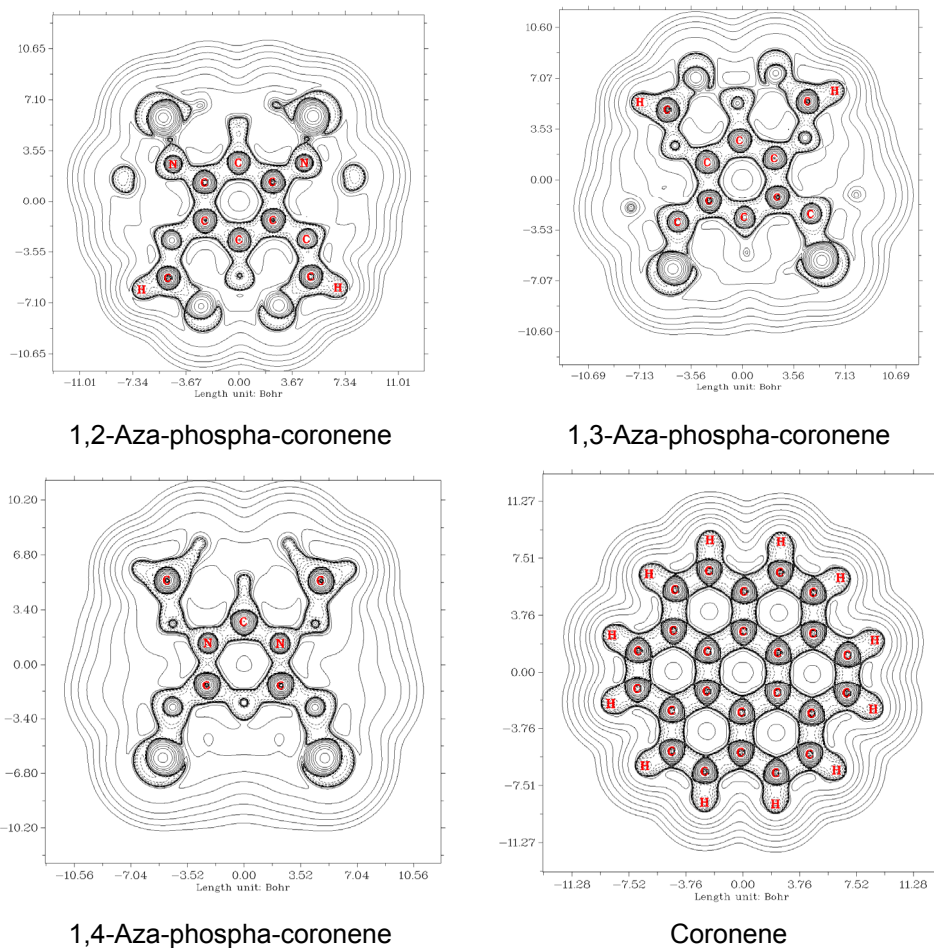 10.65
7.10
3.55
N C N
0.00
C
−3.55
C C
H H
−7.10
−10.65
−11.01 −7.34 −3.67 0.00 3.67 7.34 11.01
Length unit: Bohr
1,2-Aza-phospha-coronene
10.60
7.07
H H
3.53
C
C C
0.00
C C C
−3.53
−7.07
−10.60
−10.69 −7.13 −3.56 0.00 3.56 7.13 10.69
Length unit: Bohr
1,3-Aza-phospha-coronene
10.20
6.80
3.40
C
N N
0.00
−3.40
−6.80
−10.20
−10.56 −7.04 −3.52 0.00 3.52 7.04 10.56
Length unit: Bohr
1,4-Aza-phospha-coronene
11.27
H H
7.51
H H
C C C
3.76
H H
C C C
C C C
0.00
C C C
H H
C C C
−3.76
C C C
H H
−7.51
H H
−11.27
−11.28 −7.52 −3.76 0.00 3.76 7.52 11.28
Length unit: Bohr
Coronene